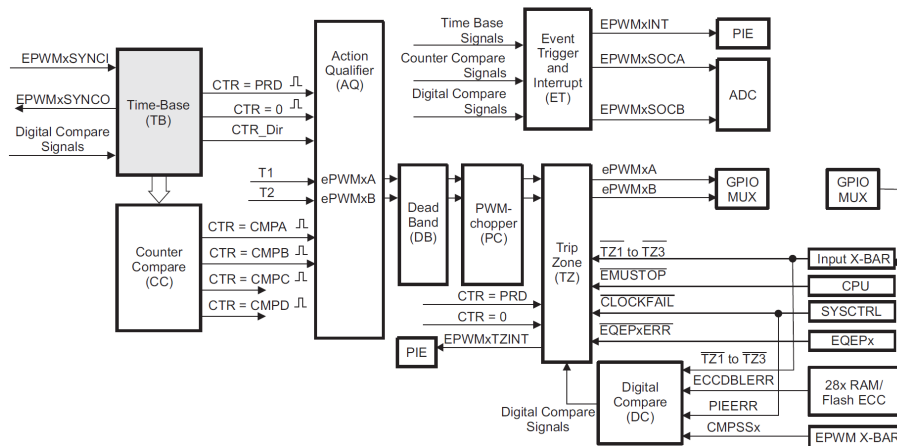 EPWMxSYNCI
EPWMxSYNCO
Digital Compare
Signals
Time-Base
(TB)
CTR = PRD
CTR = 0
CTR_Dir
Action
Qualifier
(AQ)
T1
T2
ePWMxA
ePWMxB
Counter
Compare
(CC)
CTR = CMPA
CTR = CMPB
CTR = CMPC
CTR = CMPD
Time Base
Signals
Counter Compare
Signals
Digital Compare
Signals
Event
Trigger
and
Interrupt
(ET)
EPWMxINT
EPWMxSOCA
EPWMxSOCB
PIE
ADC
Dead
Band
(DB)
PWM-
chopper
(PC)
Trip
Zone
(TZ)
ePWMxA
ePWMxB
GPIO
MUX
GPIO
MUX
CTR = PRD
CTR = 0
EPWMxTZINT
PIE
TZ1 to TZ3
EMUSTOP
CLOCKFAIL
EQEPxERR
Input X-BAR
CPU
SYSCTRL
EQEPx
Digital Compare
Signals
Digital
Compare
(DC)
TZ1 to TZ3
ECCDBLERR
PIEERR
CMPSSx
28x RAM/
Flash ECC
EPWM X-BAR